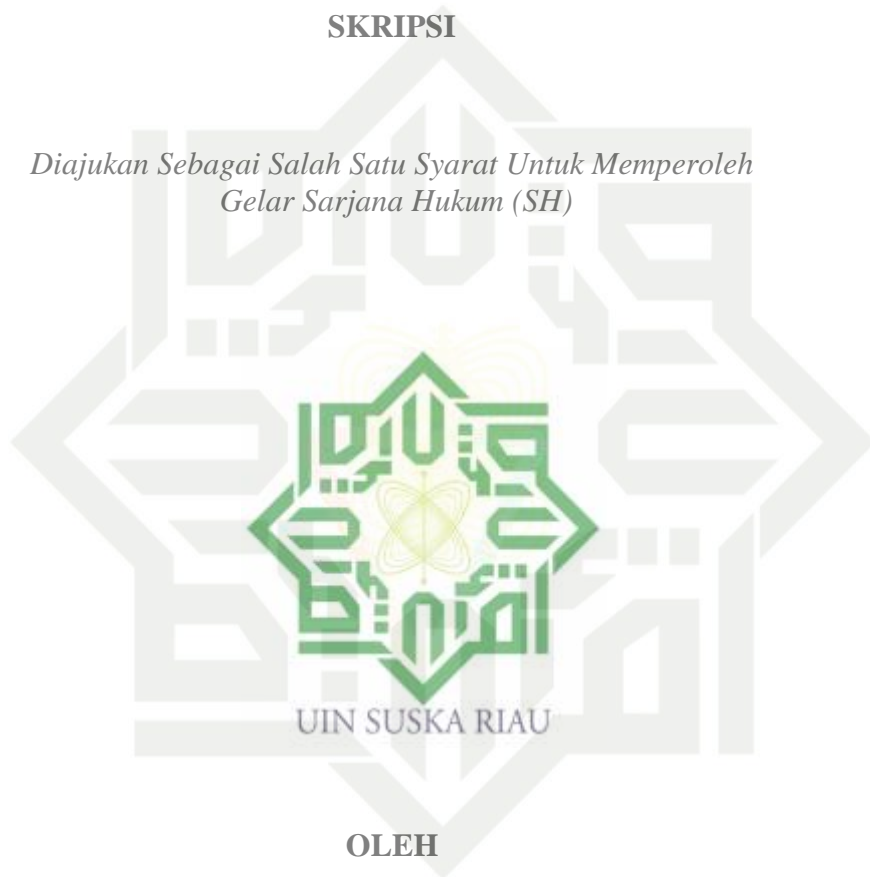 SKRIPSI
Diajukan Sebagai Salah Satu Syarat Untuk Memperoleh
Gelar Sarjana Hukum (SH)
UIN SUSKA RIAU
OLEH